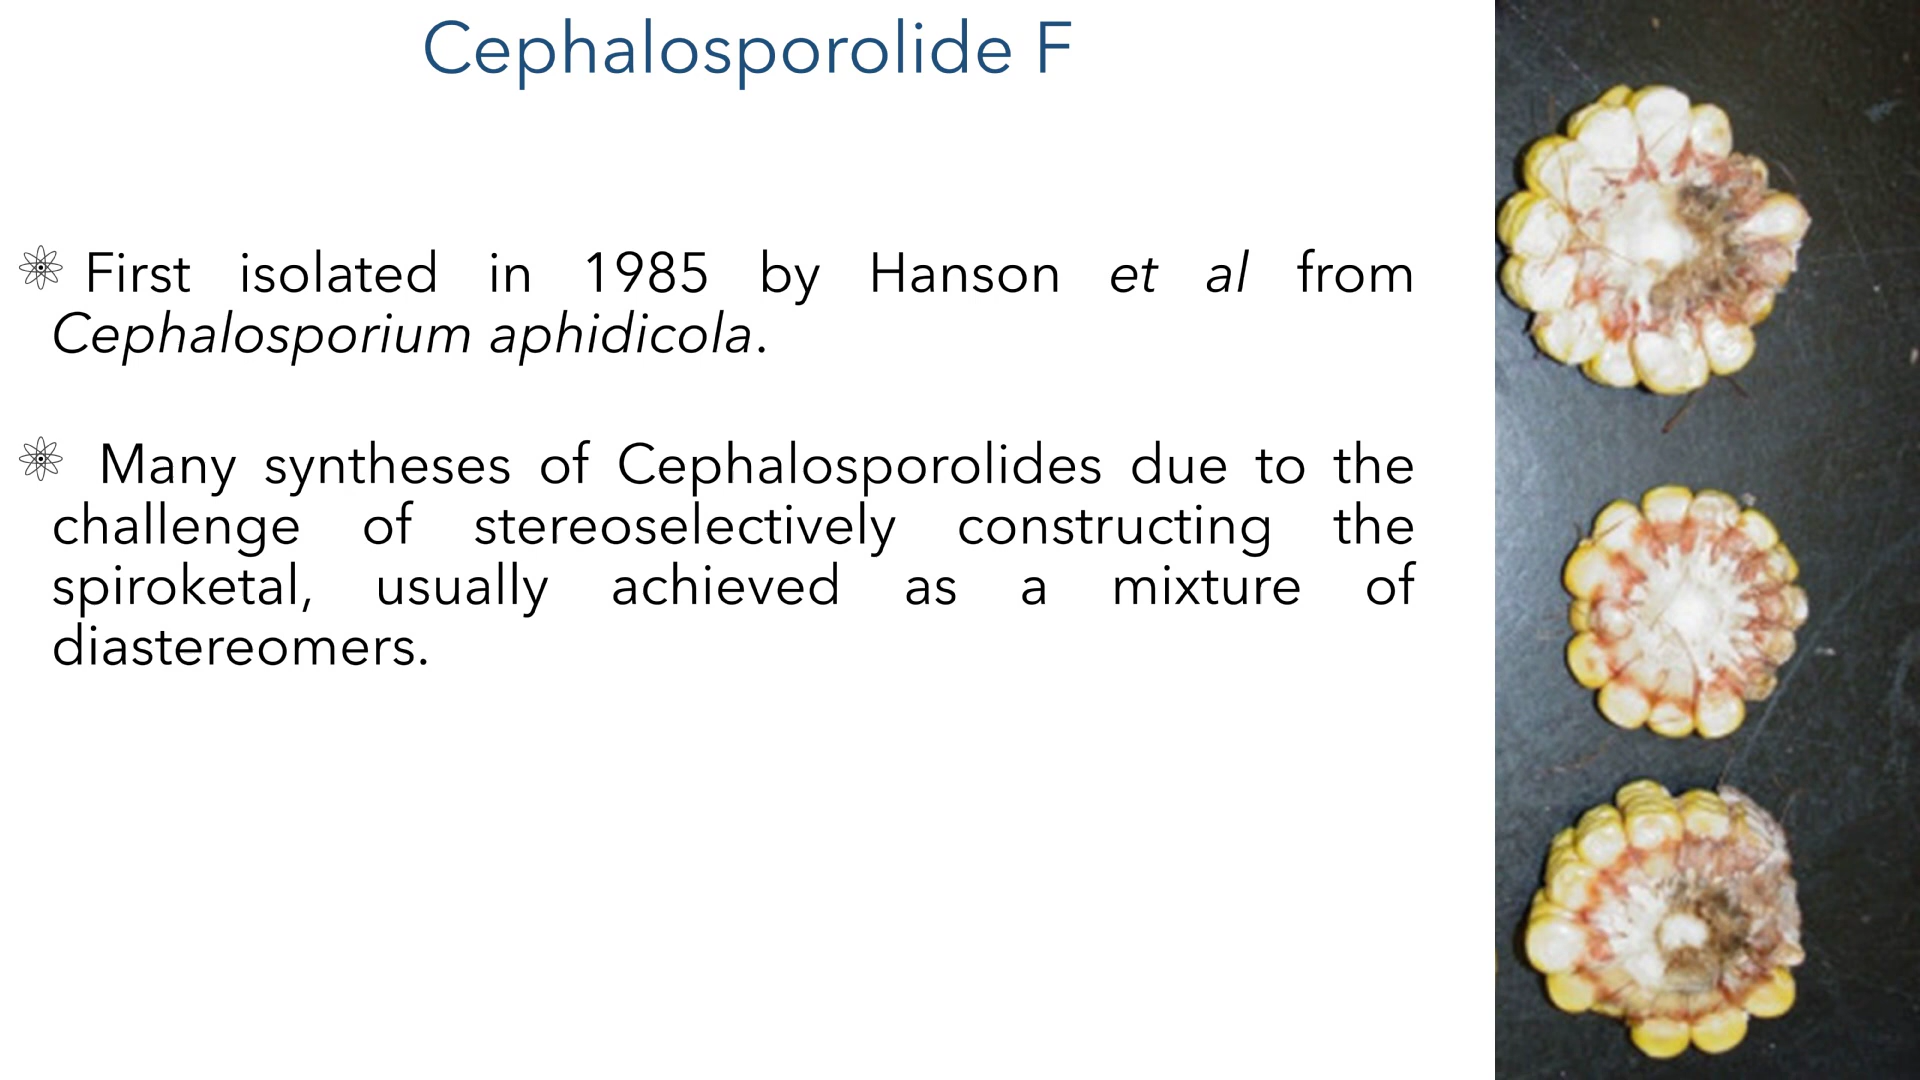 Cephalosporolide F
First isolated in 1985 by Hanson et al from
Cephalosporium aphidicola.
Many syntheses of Cephalosporolides due to the
challenge of stereoselectively constructing the
spiroketal, usually achieved as a mixture of
diastereomers.